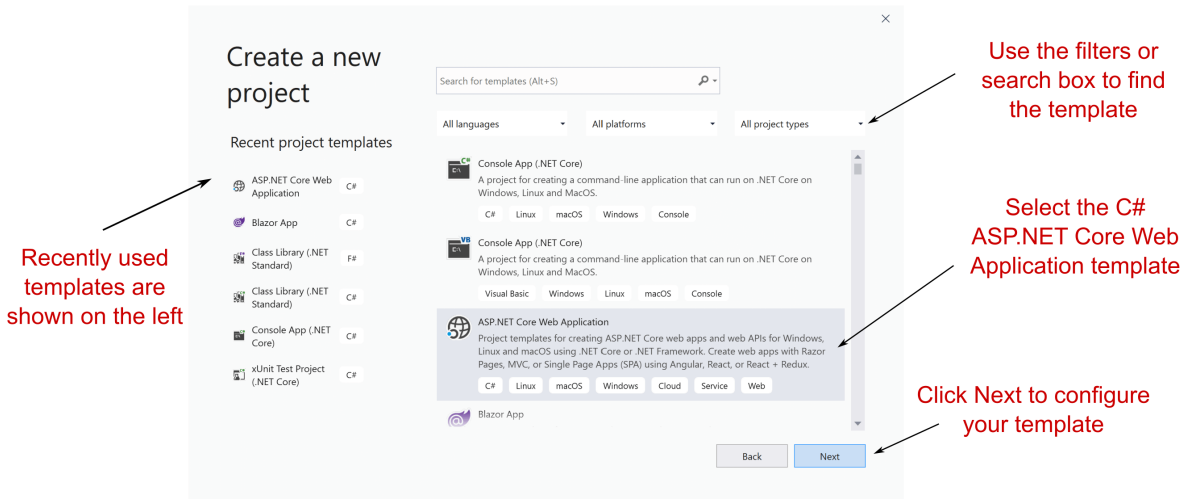 Create a new
project
Recent project templates
ASP.NET Core Web
Application
C#
Blazor App
C#
Class Library (.NET
Standard)
F#
Class Library (.NET
Standard)
C#
Console App (.NET
Core)
C#
xUnit Test Project
(.NET Core)
C#
Search for templates (Alt+S)
All languages
All platforms
All project types
C#
Console App (.NET Core)
A project for creating a command-line application that can run on .NET Core on
Windows, Linux and MacOS.
C# Linux macOS Windows Console
VB
Console App (.NET Core)
A project for creating a command-line application that can run on .NET Core on
Windows, Linux and MacOS.
Visual Basic Windows Linux macOS Console
ASP.NET Core Web Application
Project templates for creating ASP.NET Core web apps and web APIs for Windows,
Linux and macOS using .NET Core or .NET Framework. Create web apps with Razor
Pages, MVC, or Single Page Apps (SPA) using Angular, React, or React + Redux.
C# Linux macOS Windows Cloud Service Web
Blazor App
Back
Next
Recently used
templates are
shown on the left
Use the filters or
search box to find
the template
Select the C#
ASP.NET Core Web
Application template
Click Next to configure
your template